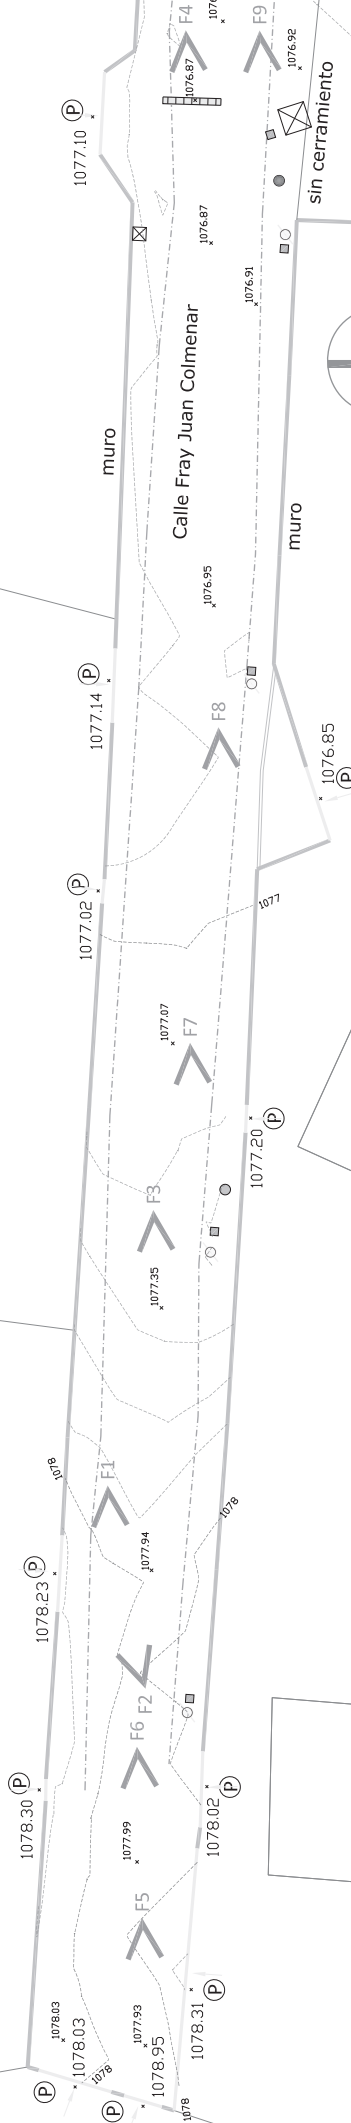 F4
F9
1076.87
1076.92
P
1077.10
sin cerramiento
1076.87
1076.91
Calle Fray Juan Colmenar
muro
muro
1076.95
P
1077.14
F8
1076.85
P
P
1077.02
1077
1077.07
F7
P
1077.20
F3
1077.35
1078
F1
1078
P
1078.23
1077.94
F2
F6
P
1078.30
P
1078.02
1077.99
F5
P
1078.31
1078.03
1078.03
1077.93
1078.95
1078
P
P
1078